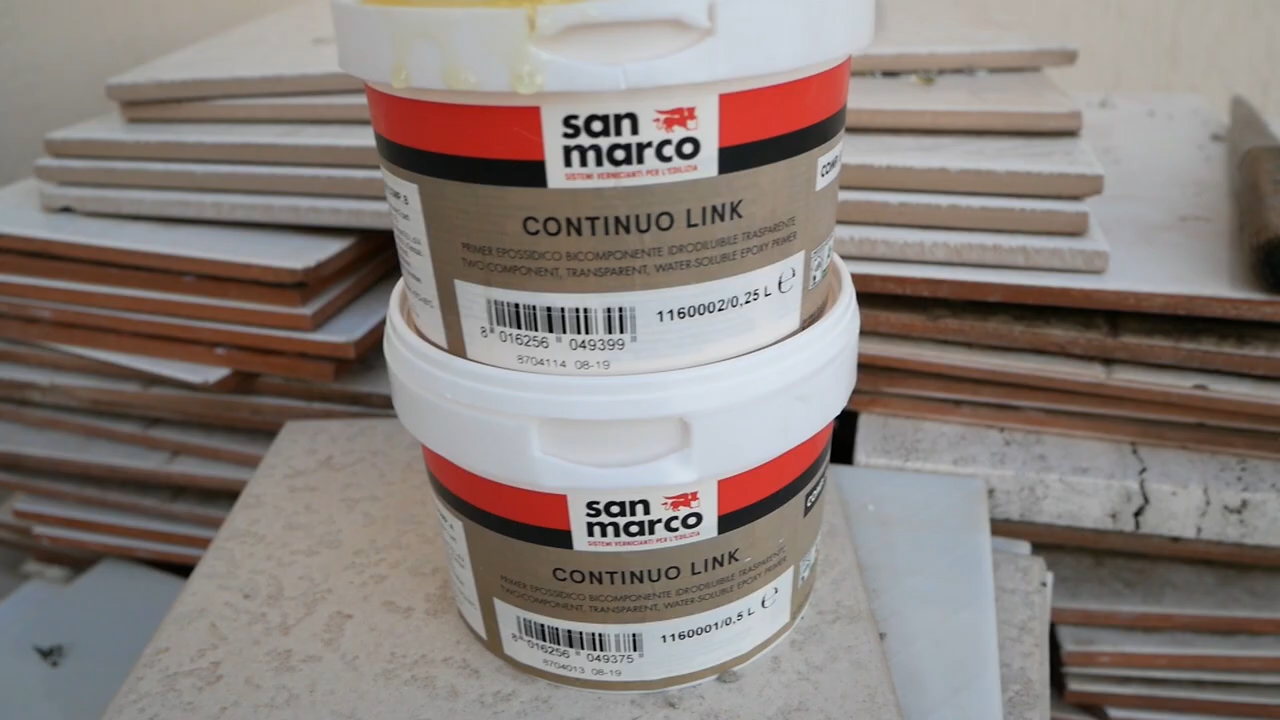 san
marco
SISTEMI VERNICIANTI PER L'EDILIZIA
CONTINUO LINK
PRIMER EPOSSIDICO BICOMPONENTE IDRODILUIBILE TRASPARENTE
TWO-COMPONENT, TRANSPARENT, WATER-SOLUBLE EPOXY PRIMER
1160002/0,25 L e
8 016256 049399
8704114 08-19
san
marco
SISTEMI VERNICIANTI PER L'EDILIZIA
CONTINUO LINK
PRIMER EPOSSIDICO BICOMPONENTE IDRODILUIBILE TRASPARENTE
TWO-COMPONENT, TRANSPARENT, WATER-SOLUBLE EPOXY PRIMER
1160001/0,5 L e
8 016256 049375
8704013 08-19